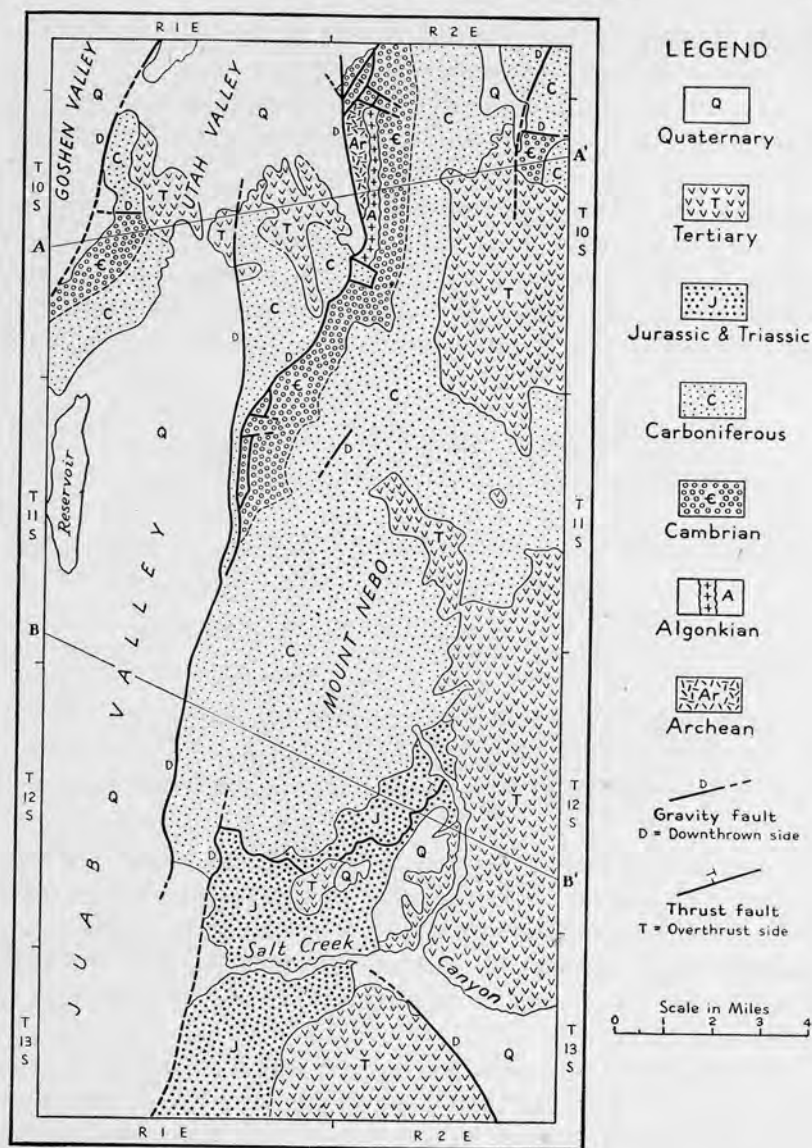 R 1 E
R 2 E
GOSHEN VALLEY
UTAH VALLEY
Q
Q
Q
D
C
C
D
D
Ar
A
Є
Є
C
C
A'
T
10
S
T
10
S
A
D
T
T
T
T
D
Є
C
C
C
D
D
Є
C
D
Q
Reservoir
T
11
S
T
11
S
T
MOUNT NEBO
B
JUAB VALLEY
Q
C
D
T
12
S
T
12
S
T
J
D
Q
Q
T
J
B'
Salt Creek
Canyon
T
13
S
T
13
S
J
T
D
Q
R 1 E
R 2 E
LEGEND
Q
Quaternary
T
Tertiary
J
Jurassic & Triassic
C
Carboniferous
Є
Cambrian
A
Algonkian
Ar
Archean
D
Gravity fault
D = Downthrown side
T
Thrust fault
T = Overthrust side
Scale in Miles
0 1 2 3 4